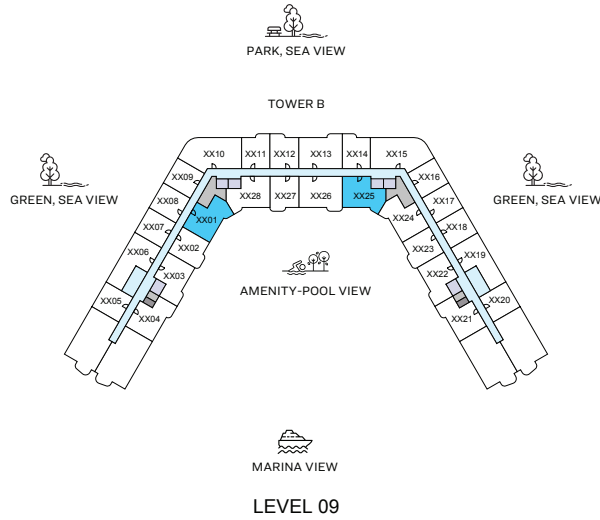 PARK, SEA VIEW
TOWER B
XX10 XX11 XX12 XX13 XX14 XX15
XX09 XX16
GREEN, SEA VIEW XX08 XX28 XX27 XX26 XX25 XX17 GREEN, SEA VIEW
XX07 XX01 XX24 XX18
XX06 XX02 XX23 XX19
XX03 XX22
AMENITY-POOL VIEW
XX05 XX04 XX21 XX20
MARINA VIEW
LEVEL 09